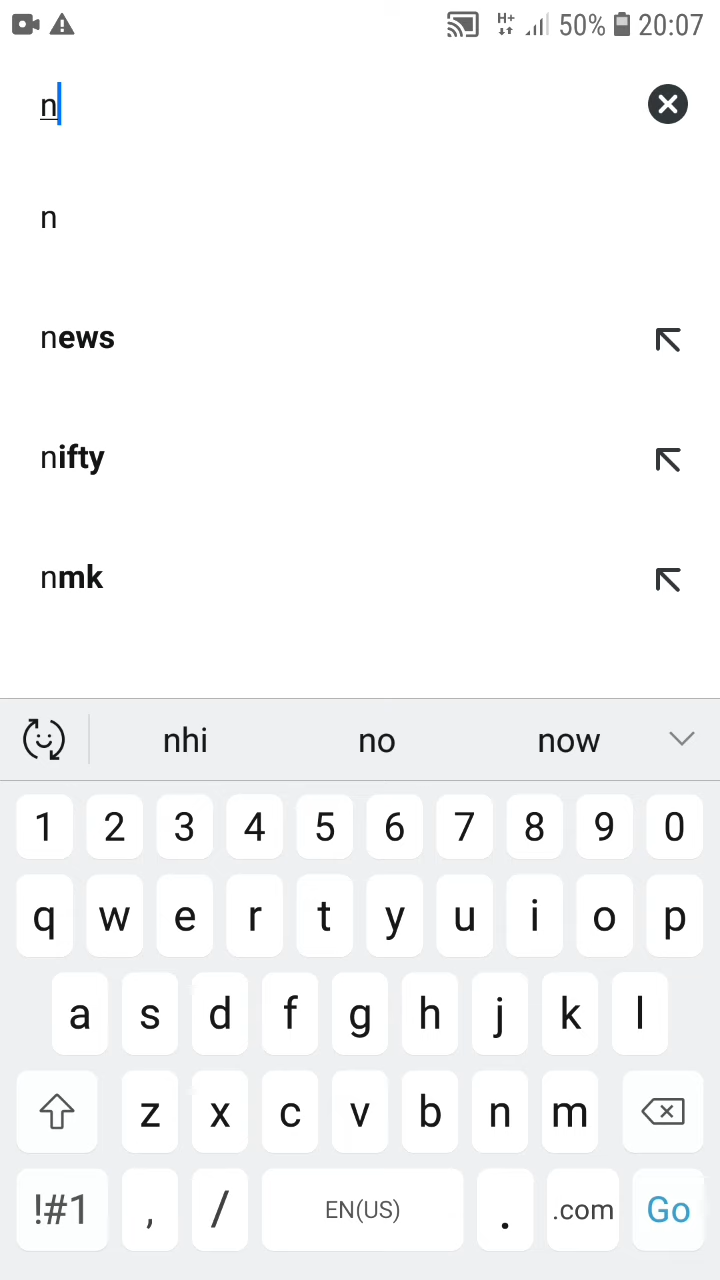 H+ 50% 20:07
n
n
news
nifty
nmk
nhi no now
1 2 3 4 5 6 7 8 9 0
q w e r t y u i o p
a s d f g h j k l
z x c v b n m
!#1 , / EN(US) . .com Go